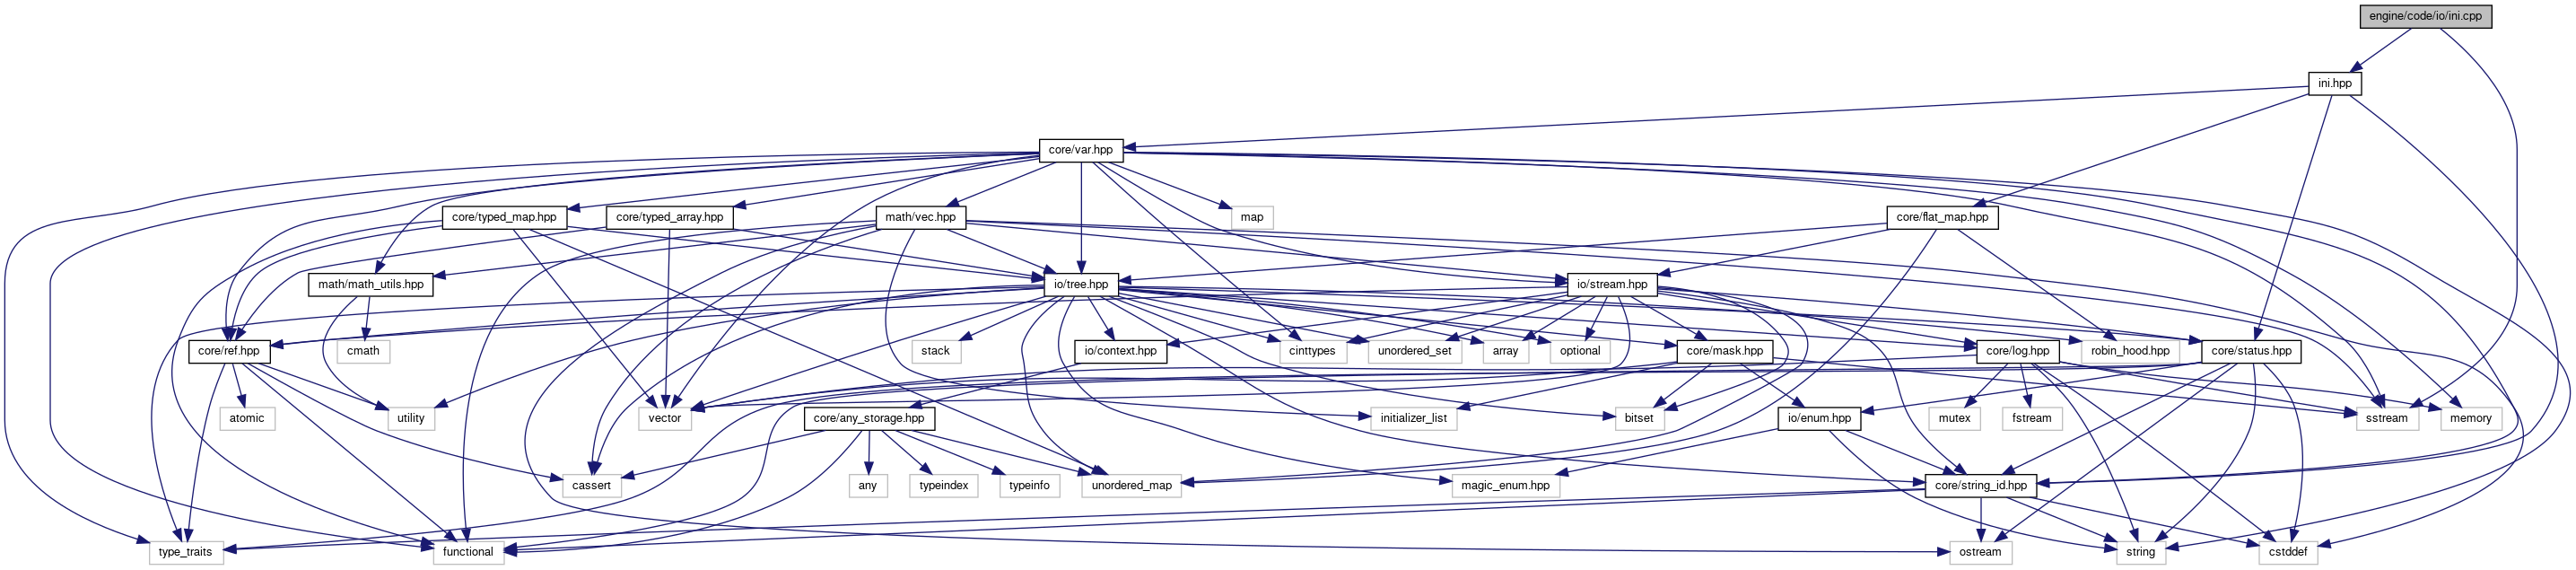 engine/code/io/ini.cpp
ini.hpp
core/var.hpp
core/typed_map.hpp
core/typed_array.hpp
math/vec.hpp
map
core/flat_map.hpp
math/math_utils.hpp
io/tree.hpp
io/stream.hpp
core/ref.hpp
cmath
stack
io/context.hpp
cinttypes
unordered_set
array
optional
core/mask.hpp
core/log.hpp
robin_hood.hpp
core/status.hpp
atomic
utility
vector
core/any_storage.hpp
initializer_list
bitset
io/enum.hpp
mutex
fstream
sstream
memory
cassert
any
typeindex
typeinfo
unordered_map
magic_enum.hpp
core/string_id.hpp
type_traits
functional
ostream
string
cstddef